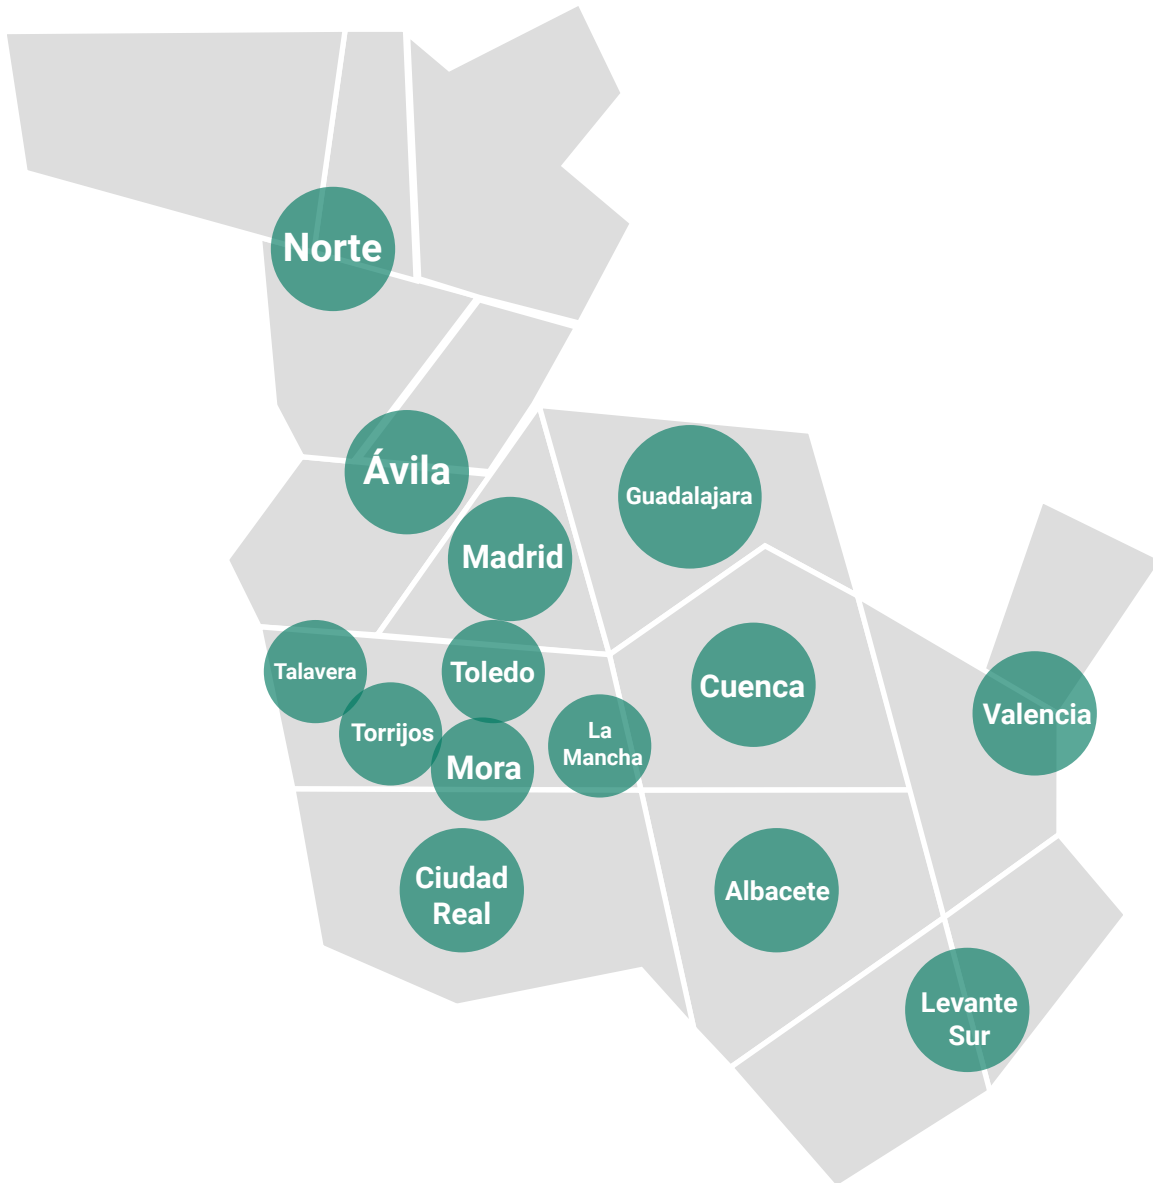 Norte
Ávila
Guadalajara
Madrid
Talavera
Toledo
Cuenca
Valencia
Torrijos
La
Mancha
Mora
Ciudad
Real
Albacete
Levante
Sur